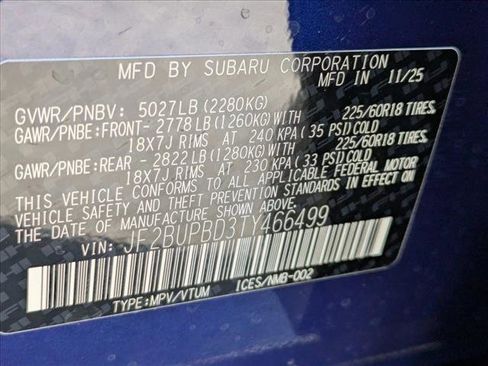 MFD BY SUBARU CORPORATION IN 11/25
GVWR/PNBV: 5027LB (2280KG)
GAWR/PNBE:FRONT- 2778 LB (1260KG) WITH 225/60R18 TIRES,
18X7J RIMS AT 240 KPA (35 PSI) COLD
GAWR/PNBE:REAR - 2822 LB (1280KG) WITH 225/60R18 TIRES,
18X7J RIMS AT 230 KPA (33 PSI) COLD
THIS VEHICLE CONFORMS TO ALL APPLICABLE FEDERAL MOTOR
VEHICLE SAFETY AND THEFT PREVENTION STANDARDS IN EFFECT ON
THE DATE OF MANUFACTURE SHOWN ABOVE.
VIN: JF2BUPBD3TY466499
TYPE:MPV/VTUM ICES/NMB-002